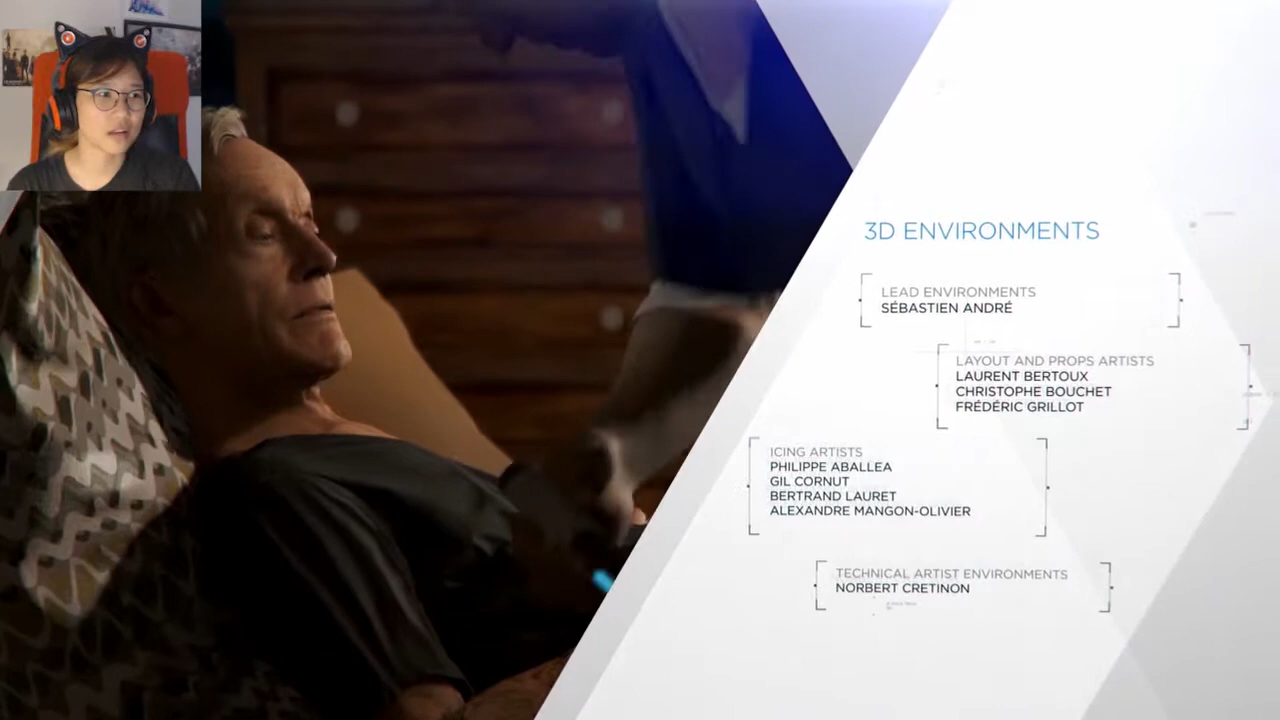 3D ENVIRONMENTS
LEAD ENVIRONMENTS
SÉBASTIEN ANDRÉ
LAYOUT AND PROPS ARTISTS
LAURENT BERTOUX
CHRISTOPHE BOUCHET
FRÉDÉRIC GRILLOT
ICING ARTISTS
PHILIPPE ABALLEA
GIL CORNUT
BERTRAND LAURET
ALEXANDRE MANGON-OLIVIER
TECHNICAL ARTIST ENVIRONMENTS
NORBERT CRETINON